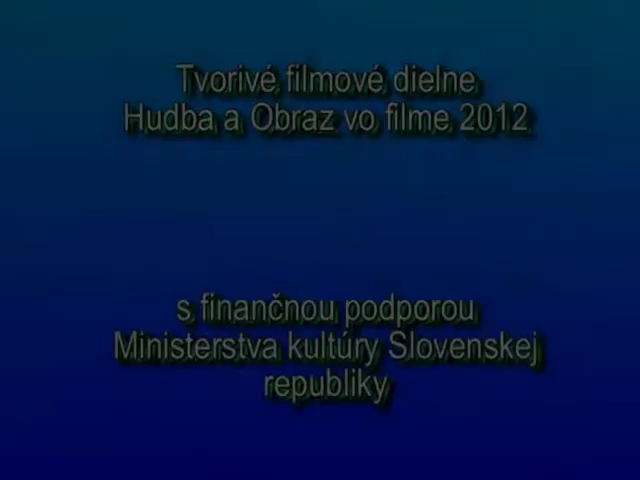 Tvorivé filmové dielne
Hudba a Obraz vo filme 2012
s finančnou podporou
Ministerstva kultúry Slovenskej
republiky